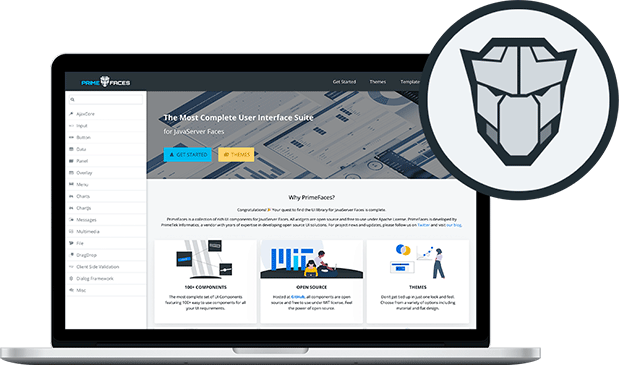 PRIMEFACES
Get Started
Themes
Template
AjaxCore
Input
Button
Data
Panel
Overlay
Menu
Charts
ChartJs
Messages
Multimedia
File
DragDrop
Client Side Validation
Dialog Framework
Misc
The Most Complete User Interface Suite
for JavaServer Faces
GET STARTED
THEMES
Why PrimeFaces?
Congratulations! Your quest to find the UI library for JavaServer Faces is complete.
PrimeFaces is a collection of rich UI components for JavaServer Faces. All widgets are open source and free to use under Apache License. PrimeFaces is developed by
PrimeTek Informatics, a vendor with years of expertise in developing open source UI solutions. For project news and updates, please follow us on Twitter and visit our blog.
100+ COMPONENTS
The most complete set of UI Components
featuring 100+ easy to use components for all
your UI requirements.
MIT
OPEN SOURCE
Hosted at GitHub, all components are open
source and free to use under MIT license. Feel
the power of open source.
THEMES
Don't get tied up in just one look and feel.
Choose from a variety of options including
material and flat design.